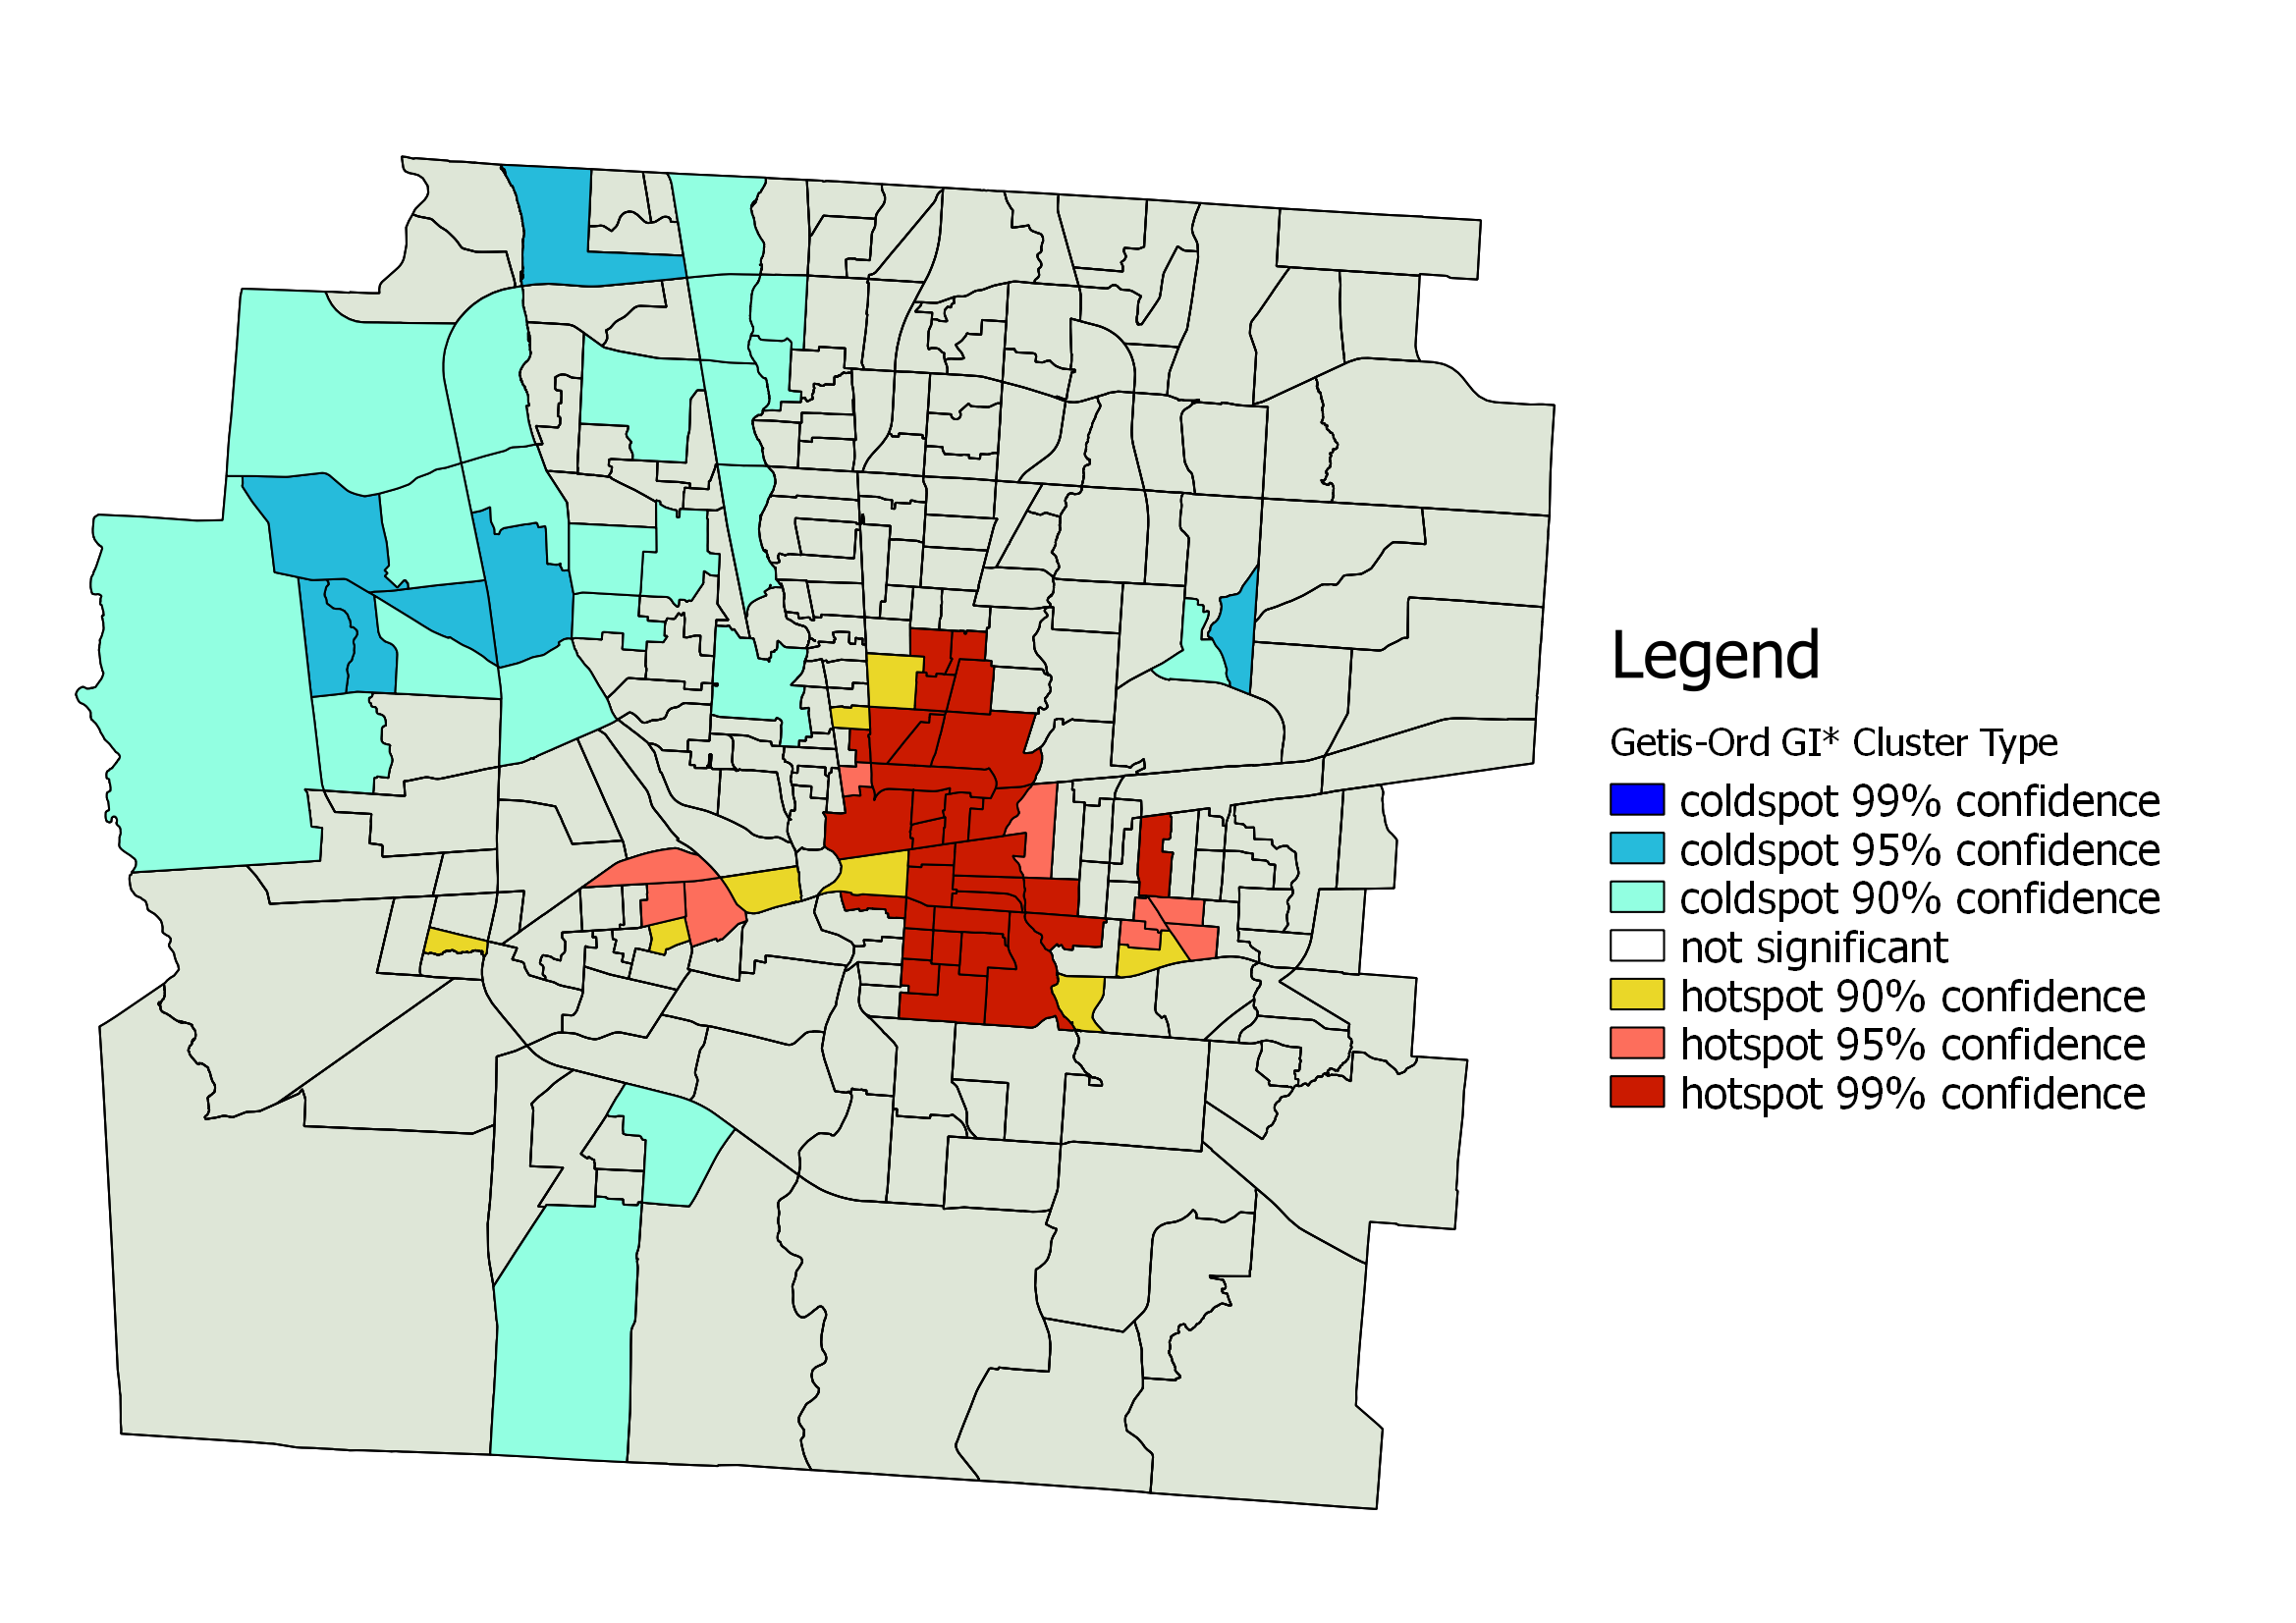 Legend
Getis-Ord GI* Cluster Type
coldspot 99% confidence
coldspot 95% confidence
coldspot 90% confidence
not significant
hotspot 90% confidence
hotspot 95% confidence
hotspot 99% confidence